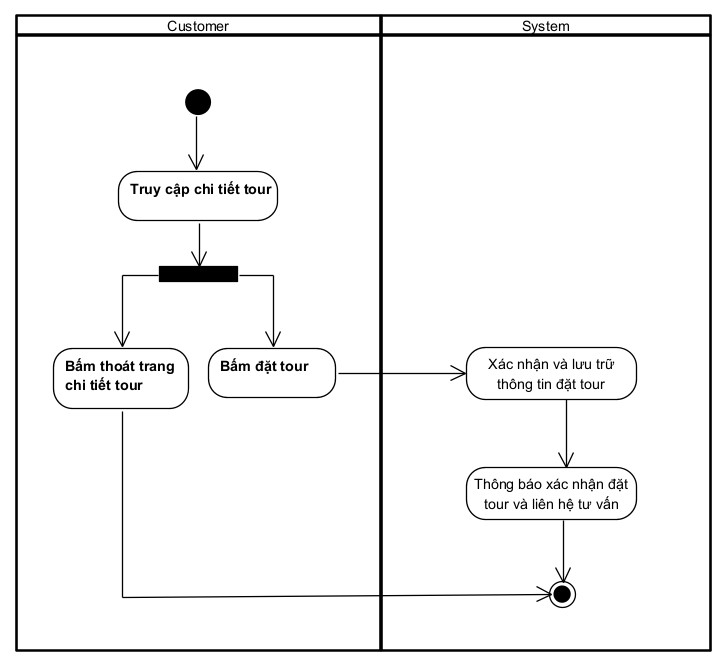 Customer
System
Truy cập chi tiết tour
Bấm thoát trang
chi tiết tour
Bấm đặt tour
Xác nhận và lưu trữ
thông tin đặt tour
Thông báo xác nhận đặt
tour và liên hệ tư vấn